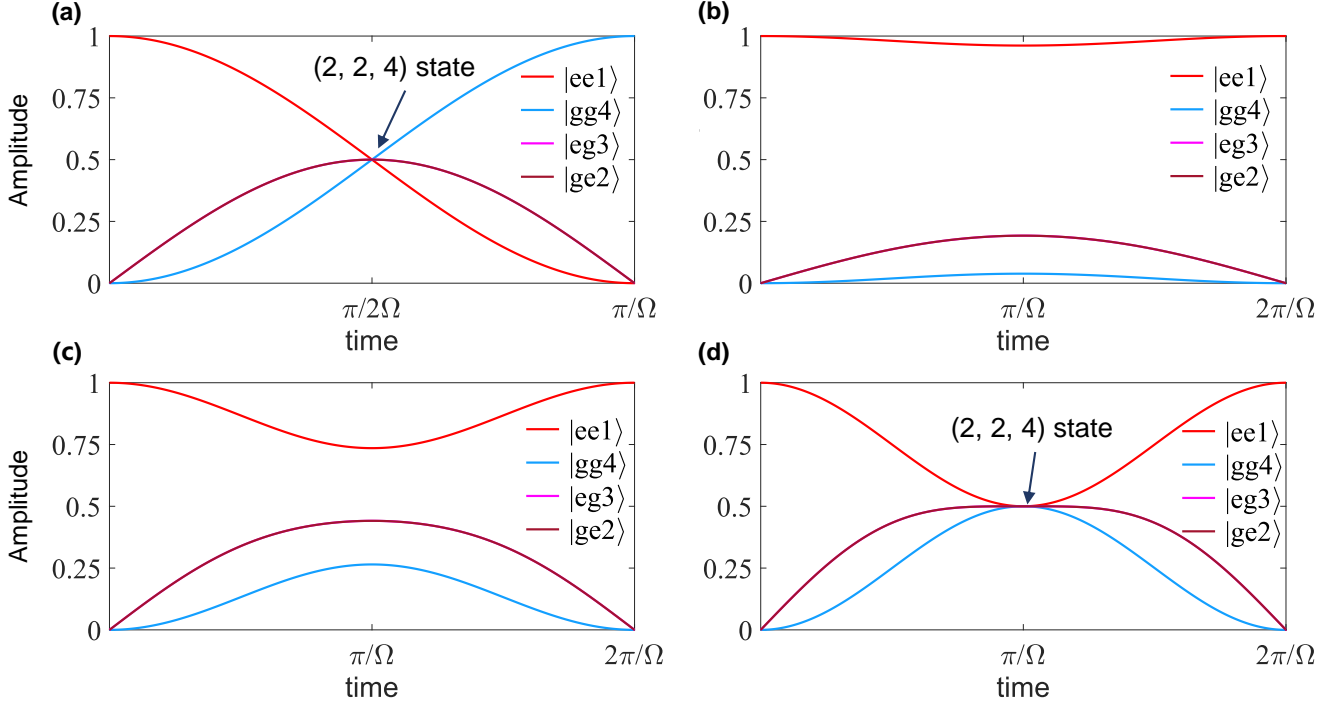 (a)
1
0.75
0.5
0.25
0
Amplitude
(2, 2, 4) state
|ee1⟩
|gg4⟩
|eg3⟩
|ge2⟩
π/2Ω
π/Ω
time
(b)
1
0.75
0.5
0.25
0
|ee1⟩
|gg4⟩
|eg3⟩
|ge2⟩
π/Ω
2π/Ω
time
(c)
1
0.75
0.5
0.25
0
Amplitude
|ee1⟩
|gg4⟩
|eg3⟩
|ge2⟩
π/Ω
2π/Ω
time
(d)
1
0.75
0.5
0.25
0
(2, 2, 4) state
|ee1⟩
|gg4⟩
|eg3⟩
|ge2⟩
π/Ω
2π/Ω
time